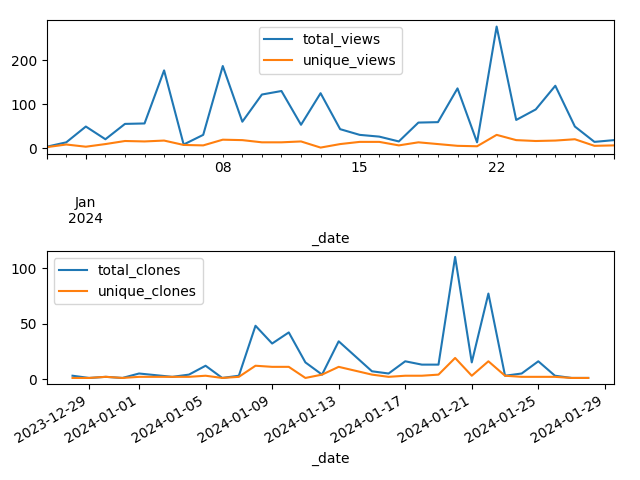 total_views
unique_views
200
100
0
08
15
22
Jan
2024
_date
total_clones
unique_clones
100
50
0
2023-12-29
2024-01-01
2024-01-05
2024-01-09
2024-01-13
2024-01-17
2024-01-21
2024-01-25
2024-01-29
_date